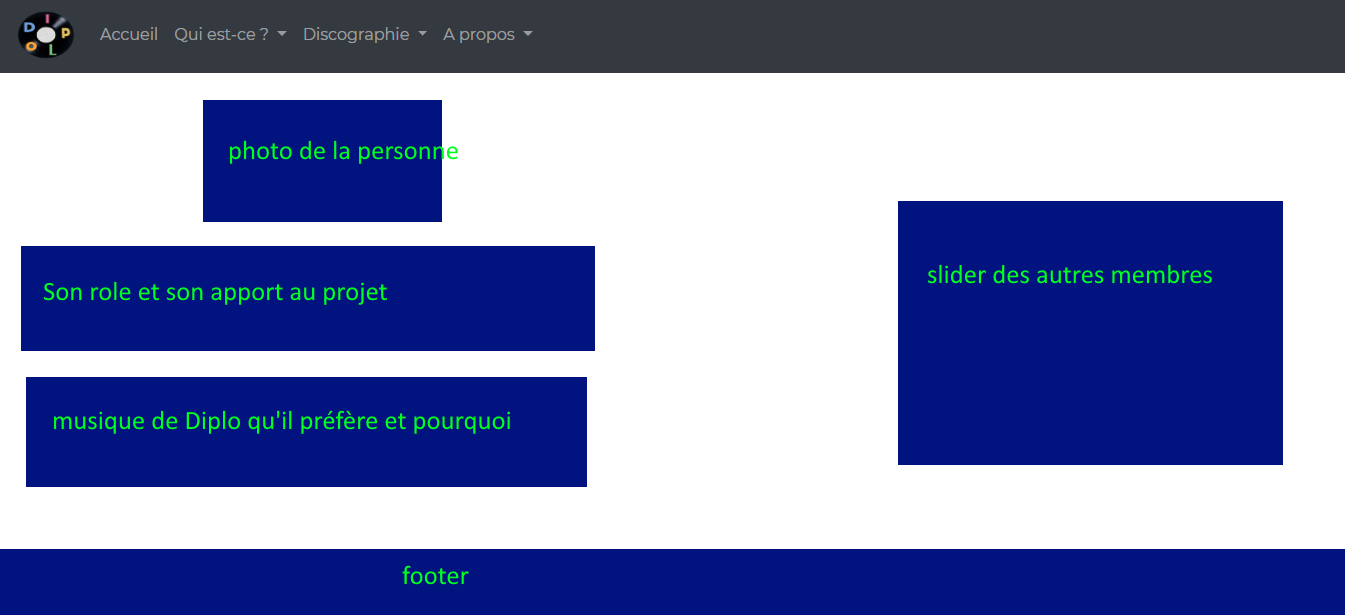 D I P L O
Accueil Qui est-ce ? Discographie A propos
photo de la personne
Son role et son apport au projet
slider des autres membres
musique de Diplo qu'il préfère et pourquoi
footer